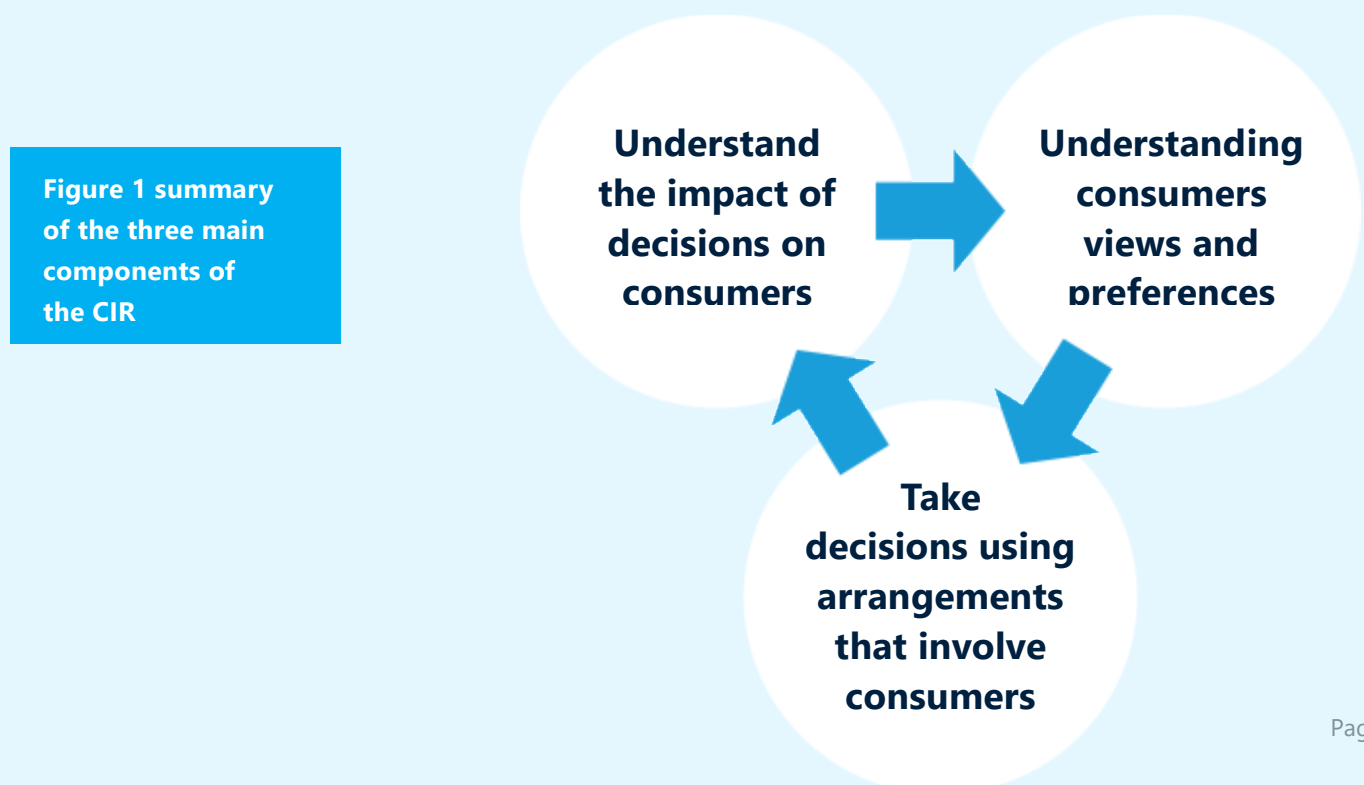 Figure 1 summary
of the three main
components of
the CIR
Understand
the impact of
decisions on
consumers
Understanding
consumers
views and
preferences
Take
decisions using
arrangements
that involve
consumers
Pag